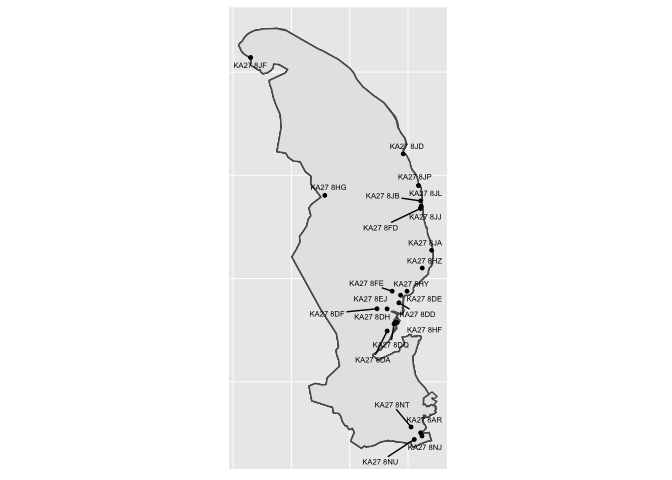 KA27 8JF
KA27 8JD
KA27 8JP
KA27 8HG
KA27 8JB
KA27 8JL
KA27 8JJ
KA27 8FD
KA27 8JA
KA27 8HZ
KA27 8FE
KA27 8HY
KA27 8EJ
KA27 8DE
KA27 8DF
KA27 8DH
KA27 8DD
KA27 8HF
KA27 8DQ
KA27 8DA
KA27 8NT
KA27 8AR
KA27 8NJ
KA27 8NU